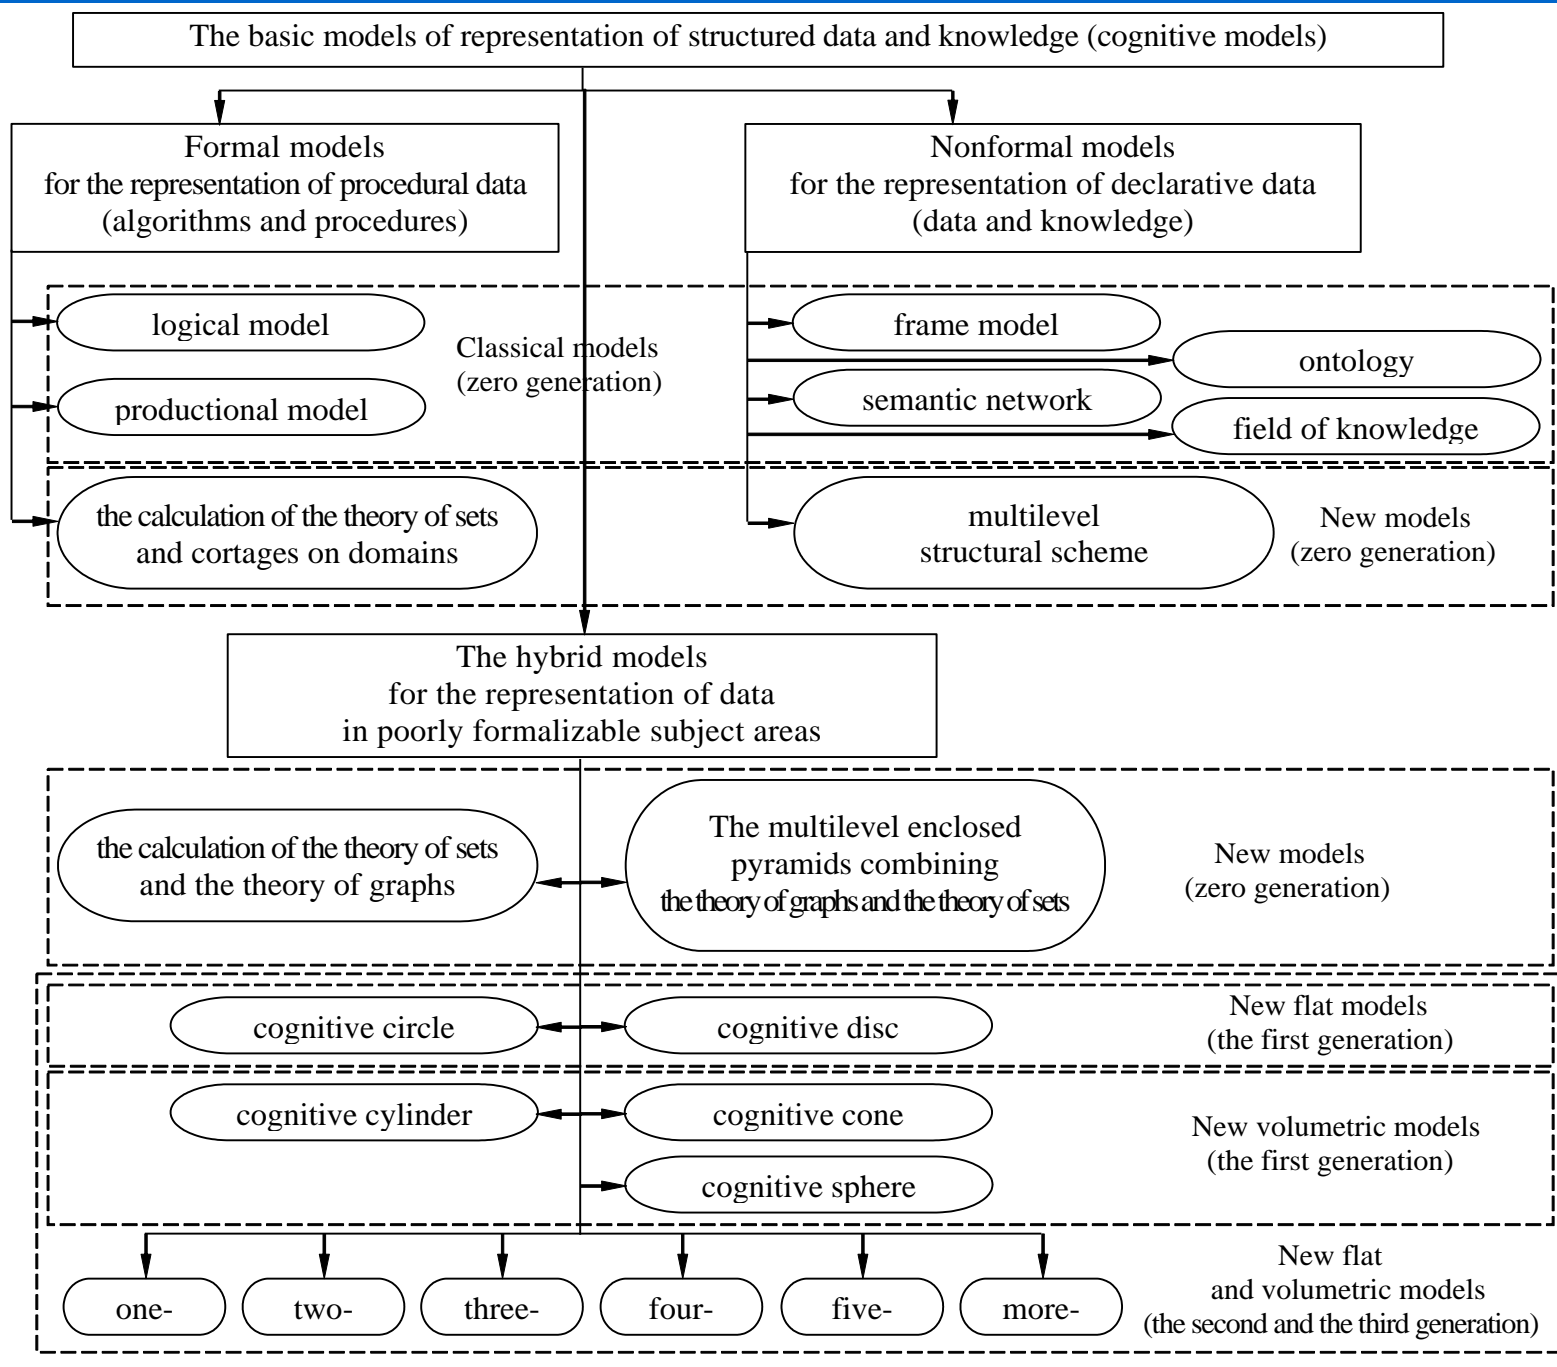 The basic models of representation of structured data and knowledge (cognitive models)
Formal models
for the representation of procedural data
(algorithms and procedures)
Nonformal models
for the representation of declarative data
(data and knowledge)
logical model
productional model
Classical models
(zero generation)
frame model
ontology
semantic network
field of knowledge
the calculation of the theory of sets
and cortages on domains
multilevel
structural scheme
New models
(zero generation)
The hybrid models
for the representation of data
in poorly formalizable subject areas
the calculation of the theory of sets
and the theory of graphs
The multilevel enclosed
pyramids combining
the theory of graphs and the theory of sets
New models
(zero generation)
cognitive circle
cognitive disc
New flat models
(the first generation)
cognitive cylinder
cognitive cone
cognitive sphere
New volumetric models
(the first generation)
one-
two-
three-
four-
five-
more-
New flat
and volumetric models
(the second and the third generation)